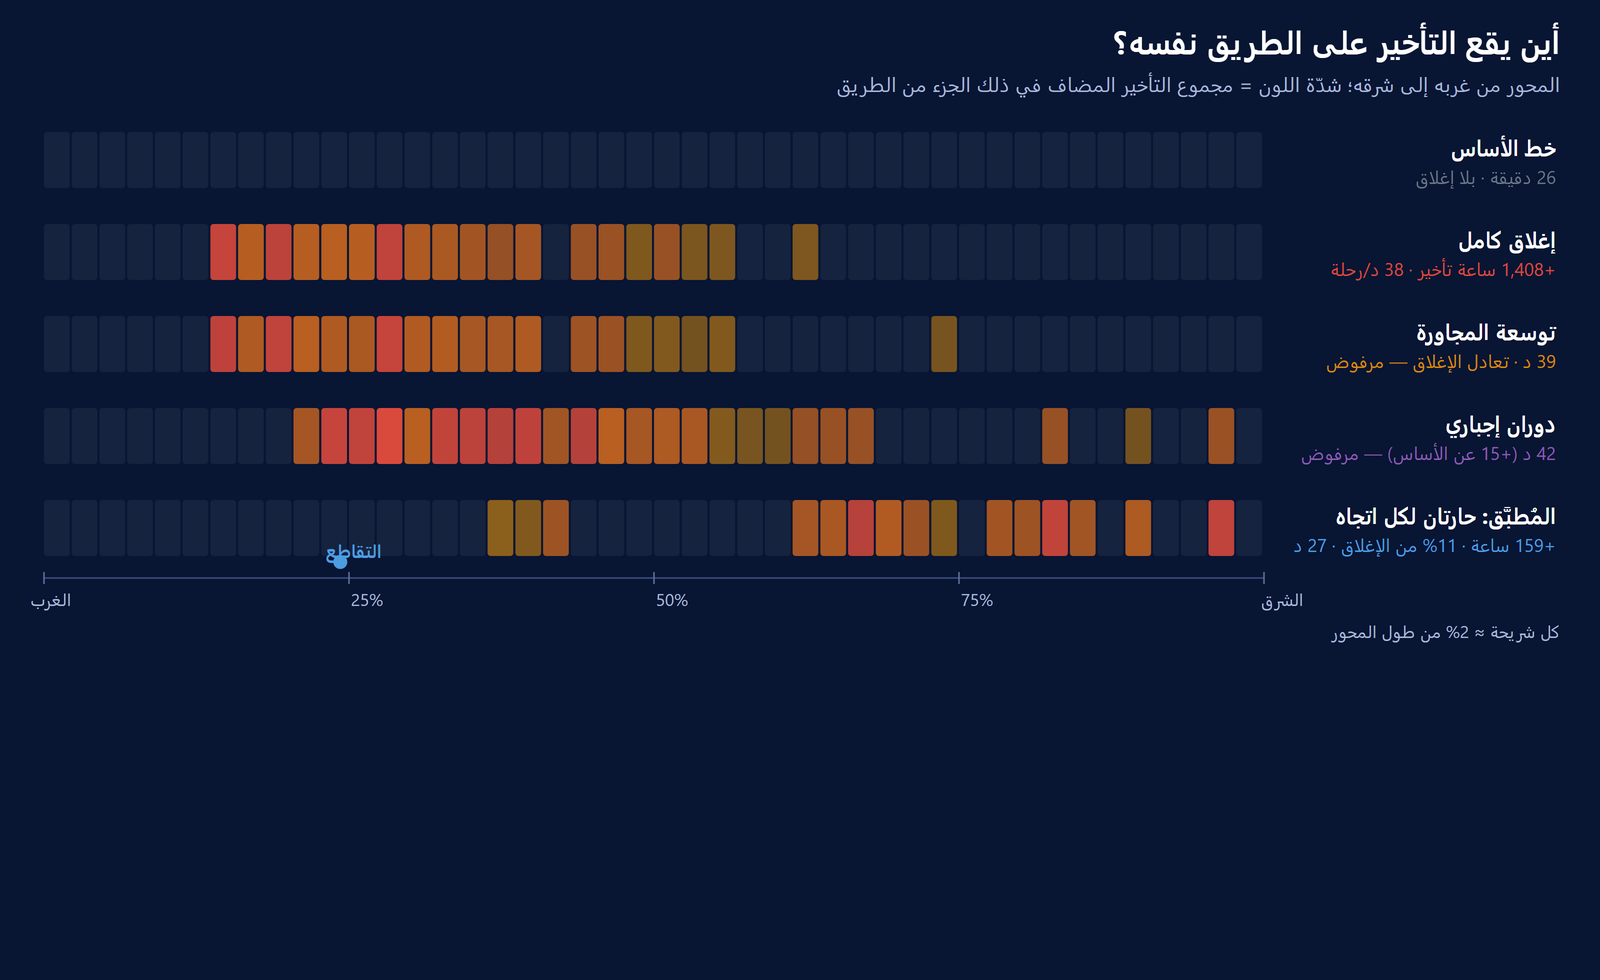 أين يقع التأخير على الطريق نفسه؟
المحور من غربه إلى شرقه؛ شدّة اللون = مجموع التأخير المضاف في ذلك الجزء من الطريق
خط الأساس
26 دقيقة · بلا إغلاق
إغلاق كامل
+1,408 ساعة تأخير · 38 د/رحلة
توسعة المجاورة
39 د · تعادل الإغلاق — مرفوض
دوران إجباري
42 د (+15 عن الأساس) — مرفوض
المُطبَّق: حارتان لكل اتجاه
+159 ساعة · 11% من الإغلاق · 27 د
التقاطع
الغرب 25% 50% 75% الشرق
كل شريحة ≈ 2% من طول المحور